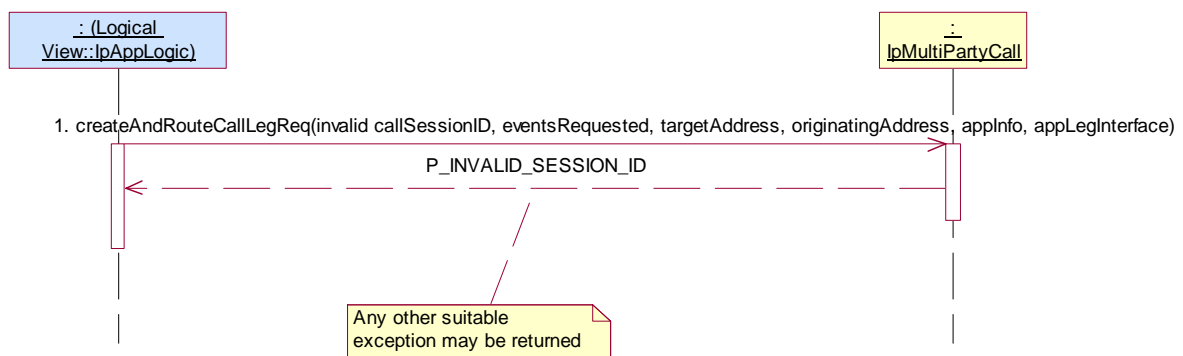 : (Logical
View::IpAppLogic)
:
IpMultiPartyCall
1. createAndRouteCallLegReq(invalid callSessionID, eventsRequested, targetAddress, originatingAddress, appInfo, appLegInterface)
P_INVALID_SESSION_ID
Any other suitable
exception may be returned